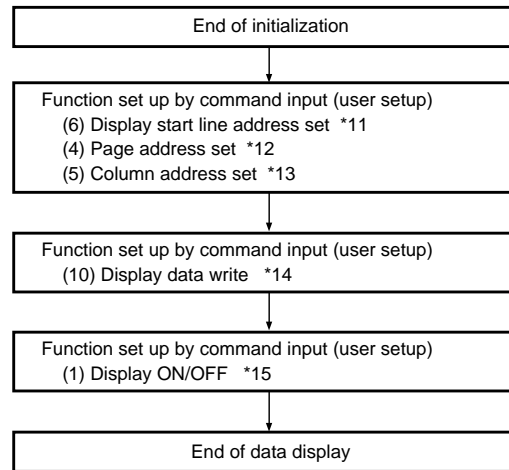 End of initialization
Function set up by command input (user setup)
(6) Display start line address set *11
(4) Page address set *12
(5) Column address set *13
Function set up by command input (user setup)
(10) Display data write *14
Function set up by command input (user setup)
(1) Display ON/OFF *15
End of data display